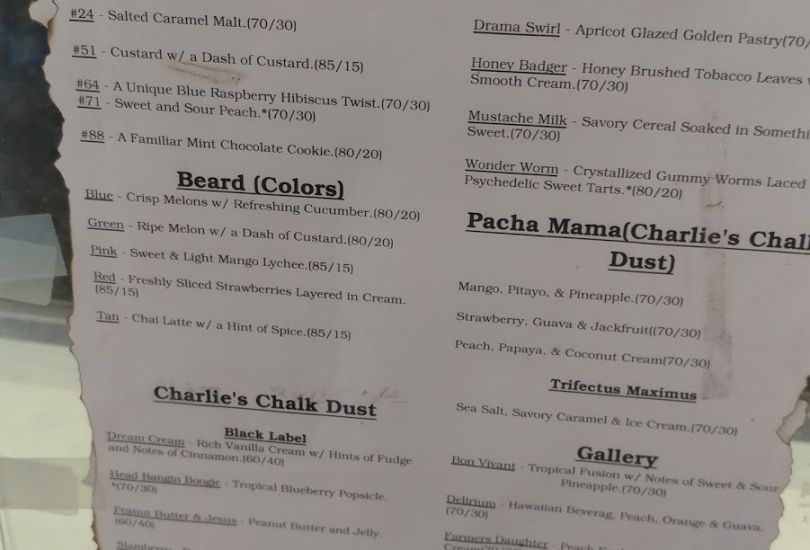 #24 - Salted Caramel Malt.(70/30)
#51 - Custard w/ a Dash of Custard.(85/15)
#64 - A Unique Blue Raspberry Hibiscus Twist.(70/30)
#71 - Sweet and Sour Peach.*(70/30)
#88 - A Familiar Mint Chocolate Cookie.(80/20)
Beard (Colors)
Blue - Crisp Melons w/ Refreshing Cucumber.(80/20)
Green - Ripe Melon w/ a Dash of Custard.(80/20)
Pink - Sweet & Light Mango Lychee.(85/15)
Red - Freshly Sliced Strawberries Layered in Cream.
(85/15)
Tan - Chai Latte w/ a Hint of Spice.(85/15)
Charlie's Chalk Dust
Black Label
Dream Cream - Rich Vanilla Cream w/ Hints of Fudge
and Notes of Cinnamon.(60/40)
Head Bangin Boogie - Tropical Blueberry Popsicle.
*(70/30)
Peanut Butter & Jesus - Peanut Butter and Jelly.
(60/40)
Drama Swirl - Apricot Glazed Golden Pastry(70/
Honey Badger - Honey Brushed Tobacco Leaves
Smooth Cream.(70/30)
Mustache Milk - Savory Cereal Soaked in Somethi
Sweet.(70/30)
Wonder Worm - Crystallized Gummy Worms Laced
Psychedelic Sweet Tarts.*(80/20)
Pacha Mama(Charlie's Chal
Dust)
Mango, Pitayo, & Pineapple.(70/30)
Strawberry, Guava & Jackfruit((70/30)
Peach, Papaya, & Coconut Cream(70/30)
Trifectus Maximus
Sea Salt, Savory Caramel & Ice Cream.(70/30)
Gallery
Bon Vivant - Tropical Fusion w/ Notes of Sweet & Sour
Pineapple.(70/30)
Delirium - Hawaiian Beverag, Peach, Orange & Guava.
(70/30)
Farmers Daughter - Peach